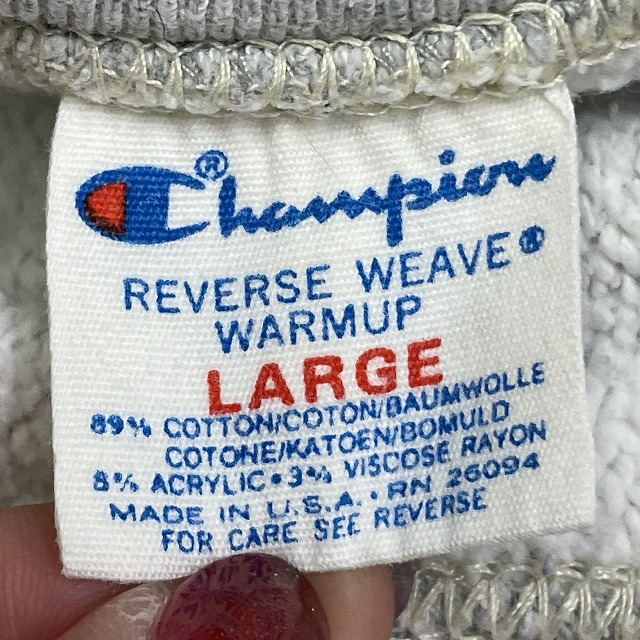 Champion®
REVERSE WEAVE®
WARMUP
LARGE
89% COTTON/COTON/BAUMWOLLE
COTONE/KATOEN/BOMULD
8% ACRYLIC • 3% VISCOSE RAYON
MADE IN U.S.A. • RN 26094
FOR CARE SEE REVERSE